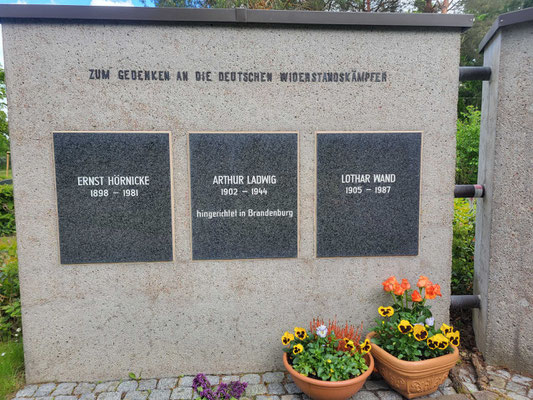 ZUM GEDENKEN AN DIE DEUTSCHEN WIDERSTANDSKÄMPFER
ERNST HÖRNICKE
1898 – 1981
ARTHUR LADWIG
1902 – 1944
hingerichtet in Brandenburg
LOTHAR WAND
1905 – 1987